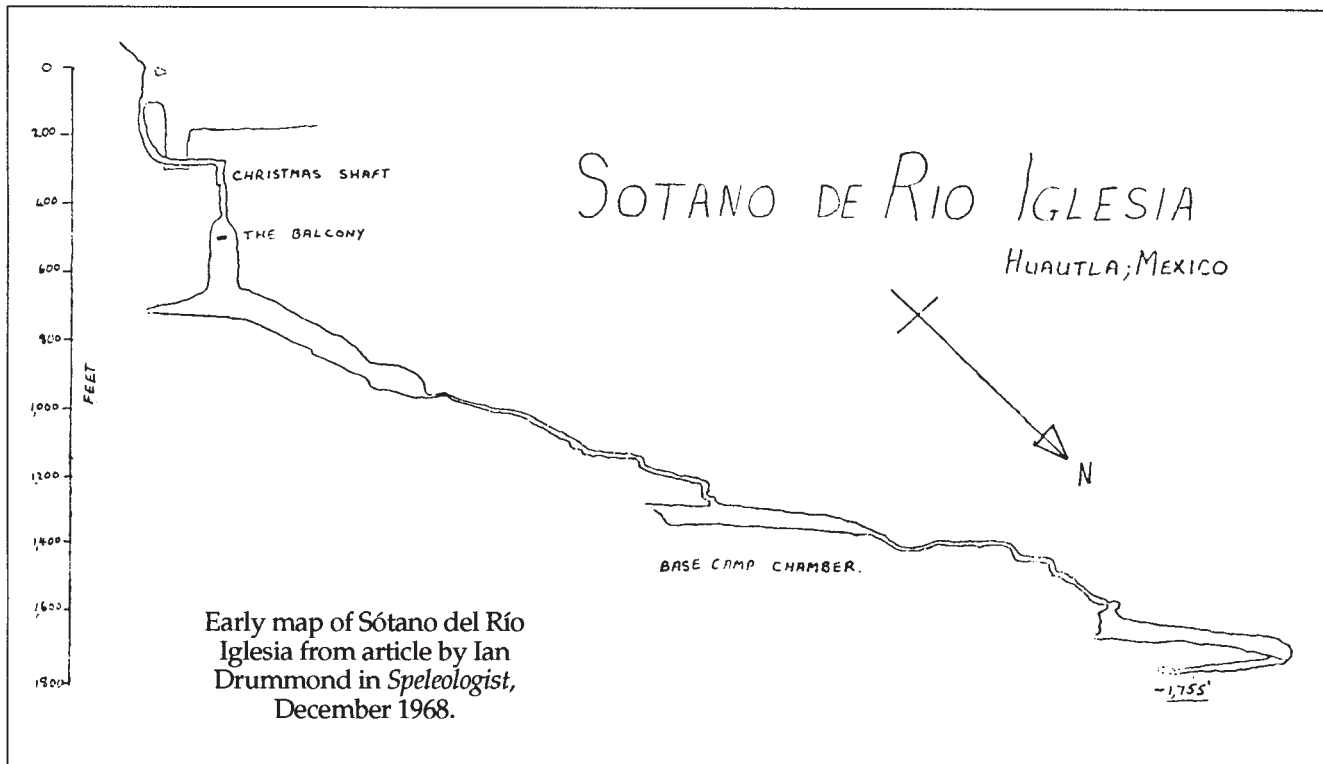 0
200
400
600
800
1,000
1,200
1,400
1,600
1,800
FEET
CHRISTMAS SHAFT
THE BALCONY
SOTANO DE RIO IGLESIA
HUAUTLA; MEXICO
N
BASE CAMP CHAMBER.
-1,755'
Early map of Sótano del Río
Iglesia from article by Ian
Drummond in Speleologist,
December 1968.